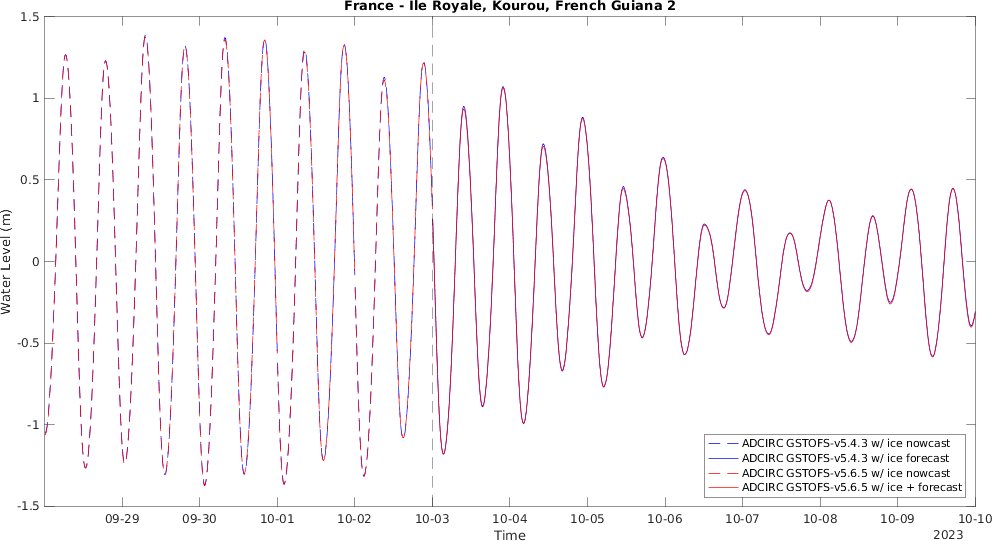 France - Ile Royale, Kourou, French Guiana 2
1.5
1
0.5
0
-0.5
-1
-1.5
Water Level (m)
ADCIRC GSTOFS-v5.4.3 w/ ice nowcast
ADCIRC GSTOFS-v5.4.3 w/ ice forecast
ADCIRC GSTOFS-v5.6.5 w/ ice nowcast
ADCIRC GSTOFS-v5.6.5 w/ ice + forecast
09-29 09-30 10-01 10-02 10-03 10-04 10-05 10-06 10-07 10-08 10-09 10-10
Time
2023